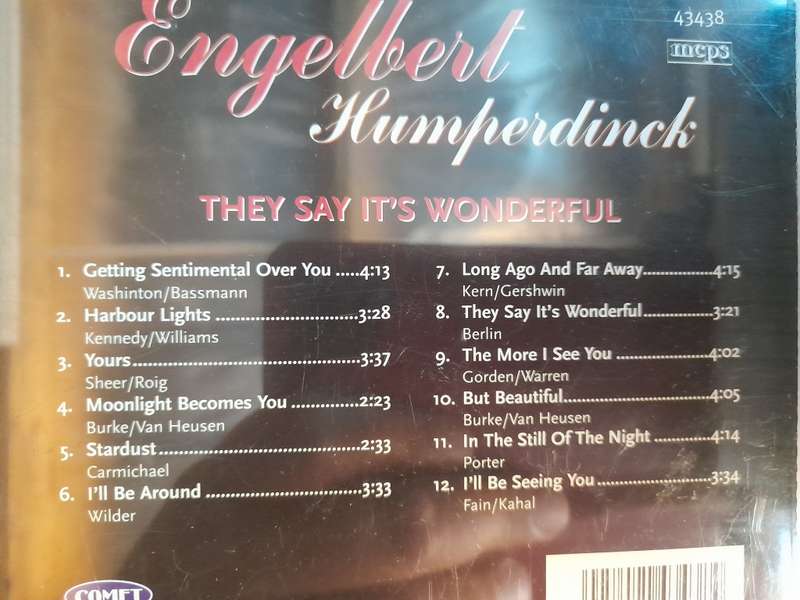 Engelbert
43438
mcps
Humperdinck
THEY SAY IT'S WONDERFUL
1. Getting Sentimental Over You .....4:13
Washinton/Bassmann
2. Harbour Lights ............................3:28
Kennedy/Williams
3. Yours.............................................3:37
Sheer/Roig
4. Moonlight Becomes You .............2:23
Burke/Van Heusen
5. Stardust........................................2:33
Carmichael
6. I'll Be Around ...............................3:33
Wilder
7. Long Ago And Far Away..............4:15
Kern/Gershwin
8. They Say It's Wonderful..............3:21
Berlin
9. The More I See You ...................4:02
Gorden/Warren
10. But Beautiful.............................4:05
Burke/Van Heusen
11. In The Still Of The Night ............4:14
Porter
12. I'll Be Seeing You.......................3:34
Fain/Kahal
COMET